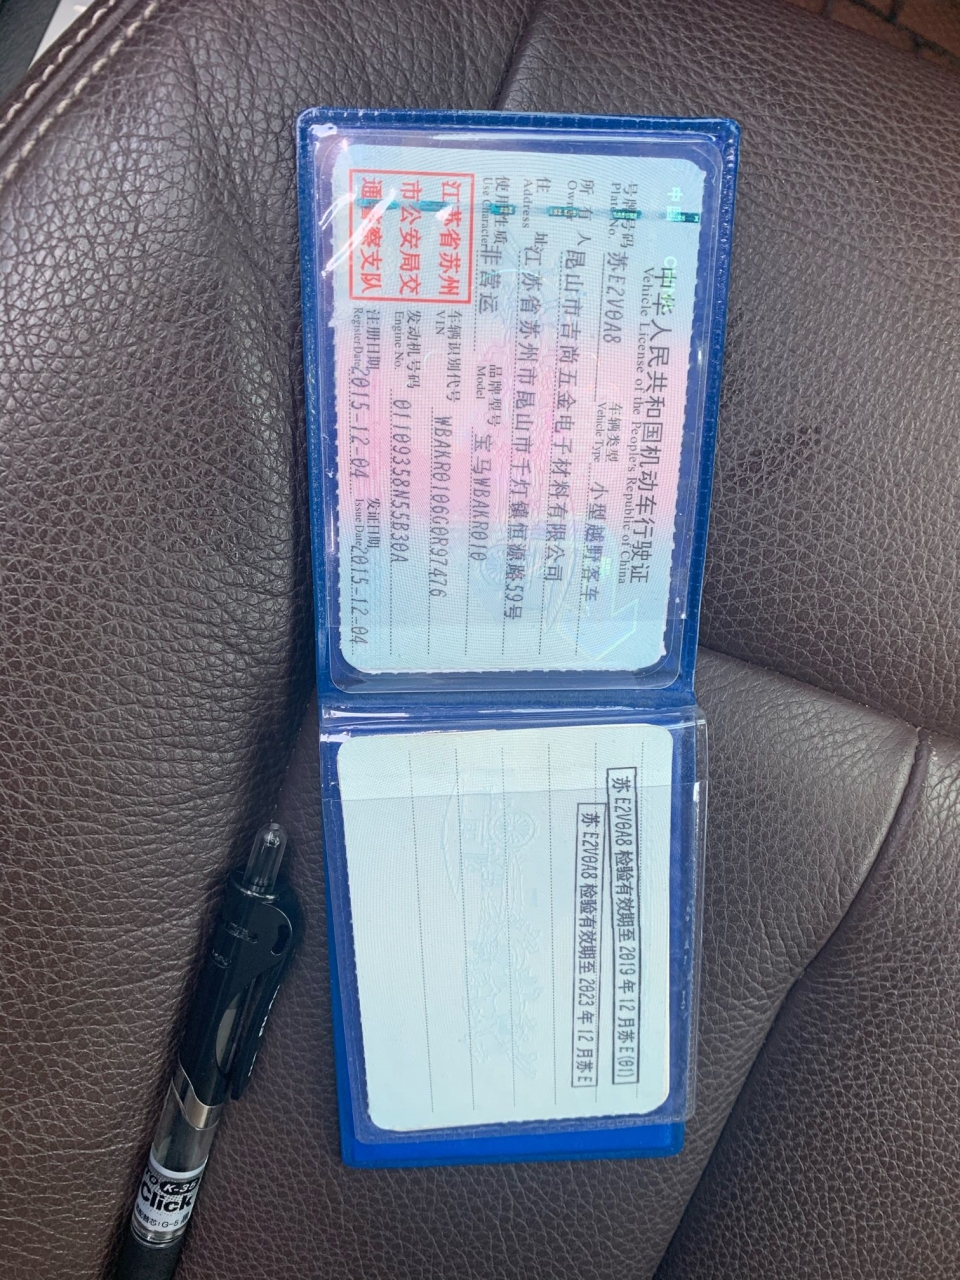 中国 CHINA
中华人民共和国机动车行驶证
Vehicle License of the People's Republic of China
号牌号码 苏E2V0A8 车辆类型 小型越野客车
Plate No. Vehicle Type
所有人 昆山市吉尚五金电子材料有限公司
Owner
住址 江苏省苏州市昆山市千灯镇恒源路59号
Address
使用性质 非营运 品牌型号 宝马WBAKR010
Use Character Model
江苏省苏州
市公安局交
通警察支队
车辆识别代号 WBAKR0106G0R97476
VIN
发动机号码 01109358N55B30A
Engine No.
注册日期 2015-12-04 发证日期 2015-12-04
Register Date Issue Date
苏E2V0A8 检验有效期至 2019年12月苏E(01)
苏E2V0A8 检验有效期至 2023年12月苏E
K-35
Click
G-5